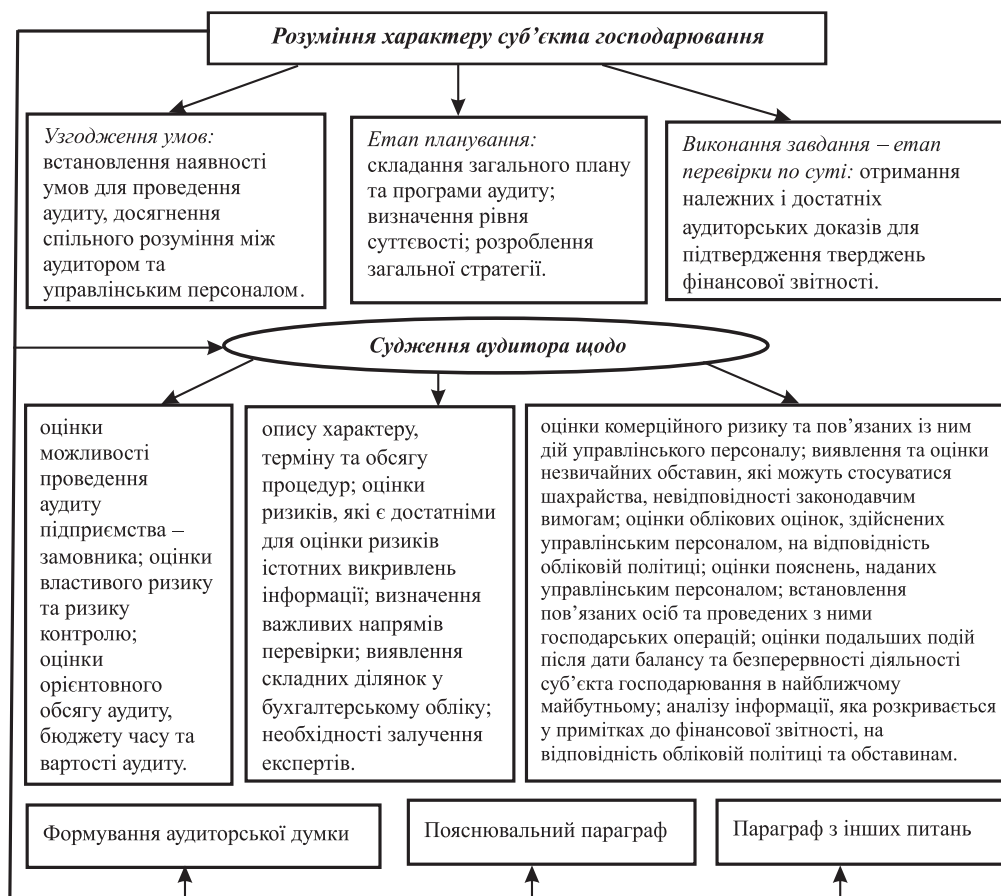 Розуміння характеру суб’єкта господарювання
Узгодження умов:
встановлення наявності
умов для проведення
аудиту, досягнення
спільного розуміння між
аудитором та
управлінським персоналом.
Етап планування:
складання загального плану
та програми аудиту;
визначення рівня
суттєвості; розроблення
загальної стратегії.
Виконання завдання – етап
перевірки по суті: отримання
належних і достатніх
аудиторських доказів для
підтвердження тверджень
фінансової звітності.
Судження аудитора щодо
оцінки
можливості
проведення
аудиту
підприємства –
замовника; оцінки
властивого ризику
та ризику
контролю;
оцінки
орієнтовного
обсягу аудиту,
бюджету часу та
вартості аудиту.
опису характеру,
терміну та обсягу
процедур; оцінки
ризиків, які є достатніми
для оцінки ризиків
істотних викривлень
інформації; визначення
важливих напрямів
перевірки; виявлення
складних ділянок у
бухгалтерському обліку;
необхідності залучення
експертів.
оцінки комерційного ризику та пов’язаних із ним
дій управлінського персоналу; виявлення та оцінки
незвичайних обставин, які можуть стосуватися
шахрайства, невідповідності законодавчим
вимогам; оцінки облікових оцінок, здійснених
управлінським персоналом, на відповідність
обліковій політиці; оцінки пояснень, наданих
управлінським персоналом; встановлення
пов’язаних осіб та проведених з ними
господарських операцій; оцінки подальших подій
після дати балансу та безперервності діяльності
суб’єкта господарювання в найближчому
майбутньому; аналізу інформації, яка розкривається
у примітках до фінансової звітності, на
відповідність обліковій політиці та обставинам.
Формування аудиторської думки
Пояснювальний параграф
Параграф з інших питань